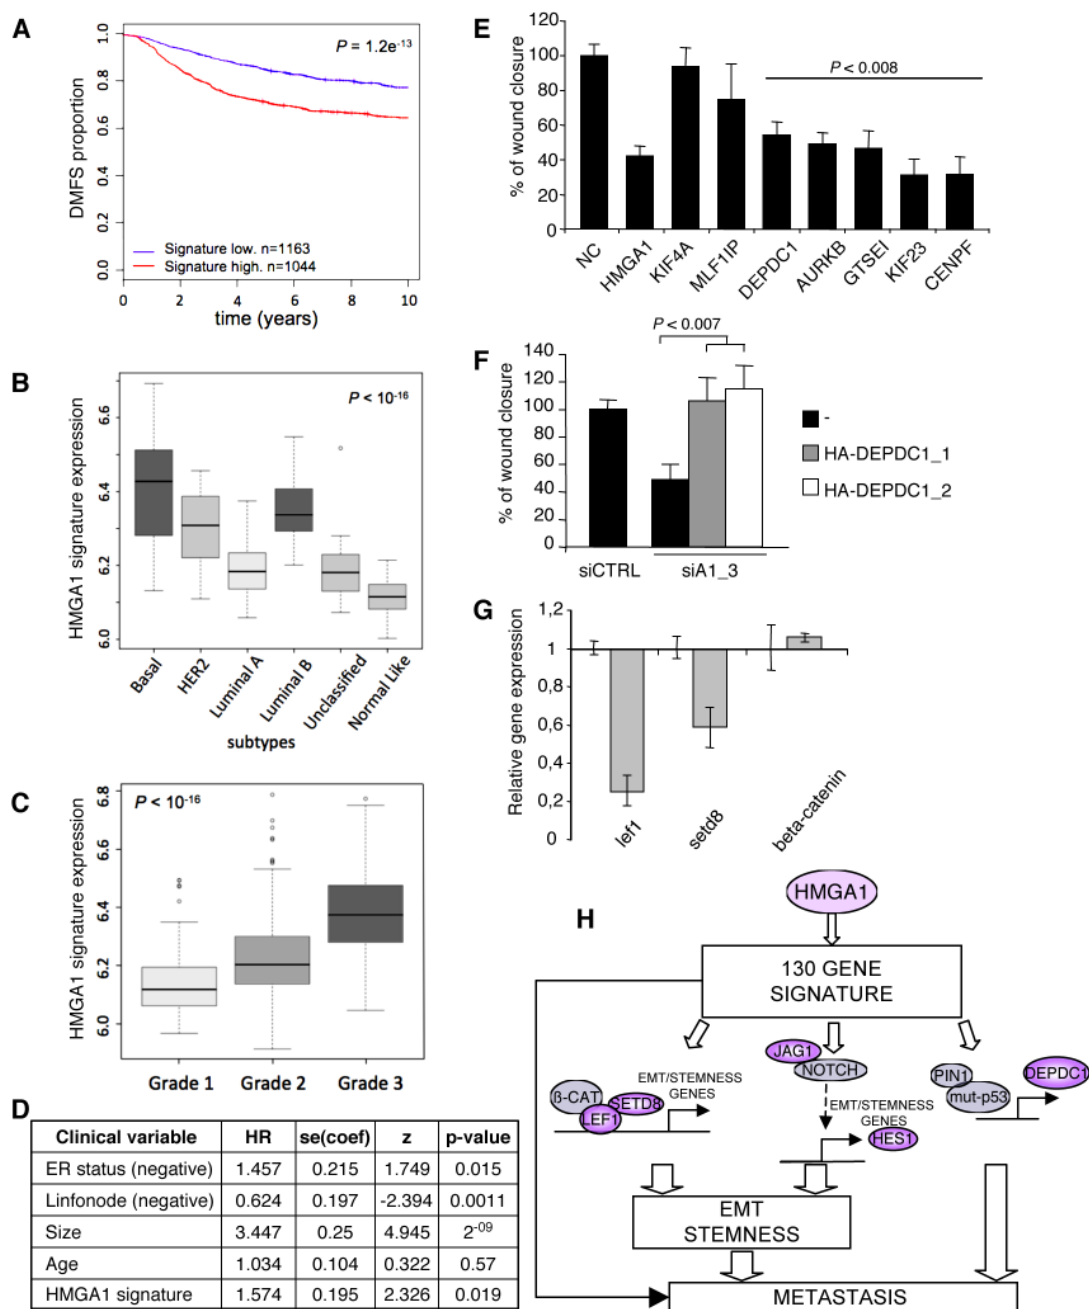 A
P = 1.2e-13
DMFS proportion
1.0
0.8
0.6
0.4
0.2
0.0
Signature low. n=1163
Signature high. n=1044
0 2 4 6 8 10
time (years)
B
P < 10-16
HMGA1 signature expression
6.6
6.4
6.2
6.0
Basal
HER2
Luminal A
Luminal B
Unclassified
Normal Like
subtypes
C
P < 10-16
HMGA1 signature expression
6.8
6.4
6.2
6.0
Grade 1 Grade 2 Grade 3
D
Clinical variable HR se(coef) z p-value
ER status (negative) 1.457 0.215 1.749 0.015
Linfonode (negative) 0.624 0.197 -2.394 0.0011
Size 3.447 0.25 4.945 2-09
Age 1.034 0.104 0.322 0.57
HMGA1 signature 1.574 0.195 2.326 0.019
E
P < 0.008
% of wound closure
120
100
80
60
40
20
0
NC
HMGA1
KIF4A
MLF1IP
DEPDC1
AURKB
GTSEI
KIF23
CENPF
F
P < 0.007
% of wound closure
140
120
100
80
60
40
20
0
siCTRL siA1_3
-
HA-DEPDC1_1
HA-DEPDC1_2
G
Relative gene expression
1,2
1
0,8
0,6
0,4
0,2
0
lef1
setd8
beta-catenin
H
HMGA1
130 GENE
SIGNATURE
ß-CAT
LEF1
SETD8
EMT/STEMNESS
GENES
JAG1
NOTCH
EMT/STEMNESS
GENES
HES1
PIN1
mut-p53
DEPDC1
EMT
STEMNESS
METASTASIS